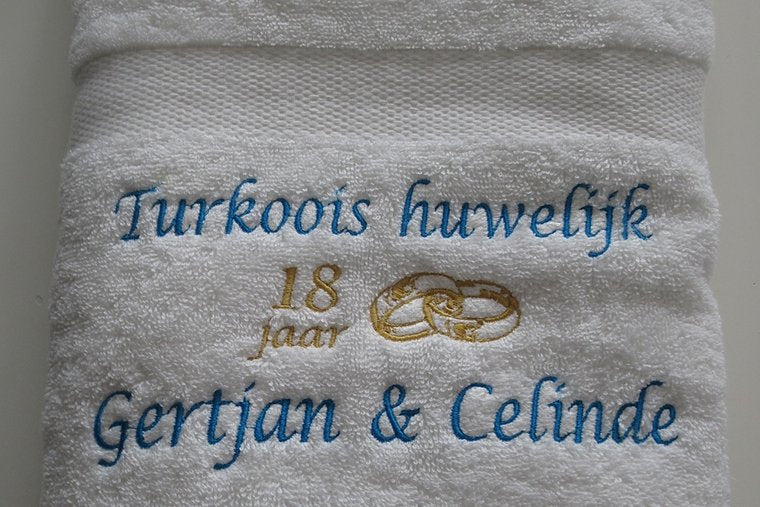 Turkoois huwelijk
18
jaar
Gertjan & Celinde